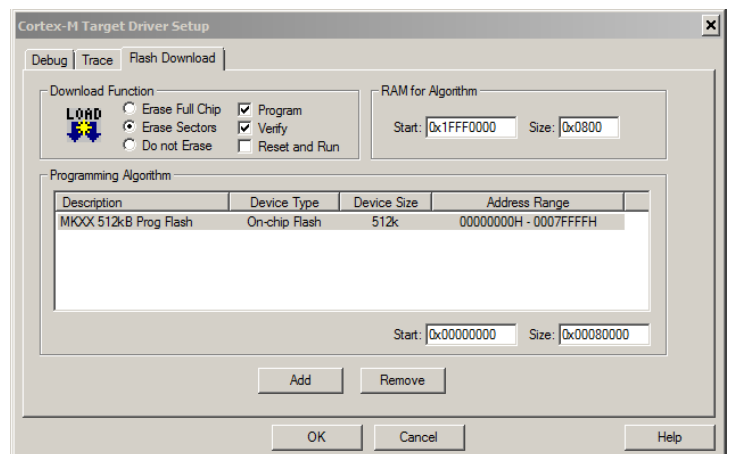 Cortex-M Target Driver Setup
Debug Trace Flash Download
Download Function
LOAD
Erase Full Chip
Erase Sectors
Do not Erase
Program
Verify
Reset and Run
RAM for Algorithm
Start: 0x1FFF0000 Size: 0x0800
Programming Algorithm
Description Device Type Device Size Address Range
MKXX 512kB Prog Flash On-chip Flash 512k 00000000H - 0007FFFFH
Start: 0x00000000 Size: 0x00080000
Add Remove
OK Cancel Help